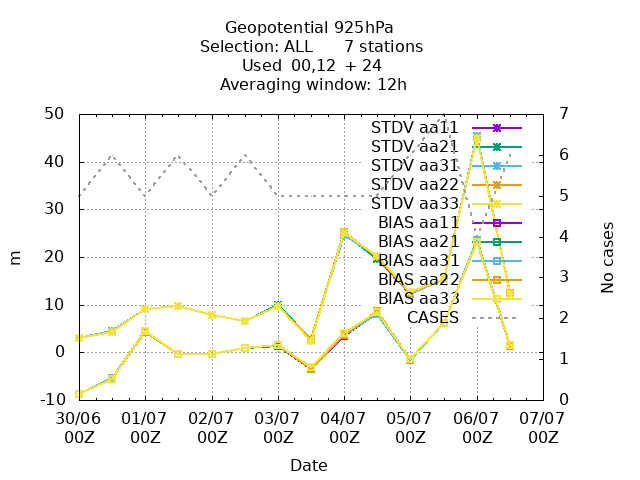 Geopotential 925hPa
Selection: ALL 7 stations
Used 00,12 + 24
Averaging window: 12h
50 7
STDV aa11
STDV aa21
40 6
STDV aa31
STDV aa22
30 5
STDV aa33
BIAS aa11
4
BIAS aa21
20
BIAS aa31
m No cases
3
BIAS aa22
BIAS aa33
10 2
CASES
0 1
-10 0
30/06 01/07 02/07 03/07 04/07 05/07 06/07 07/07
00Z 00Z 00Z 00Z 00Z 00Z 00Z 00Z
Date